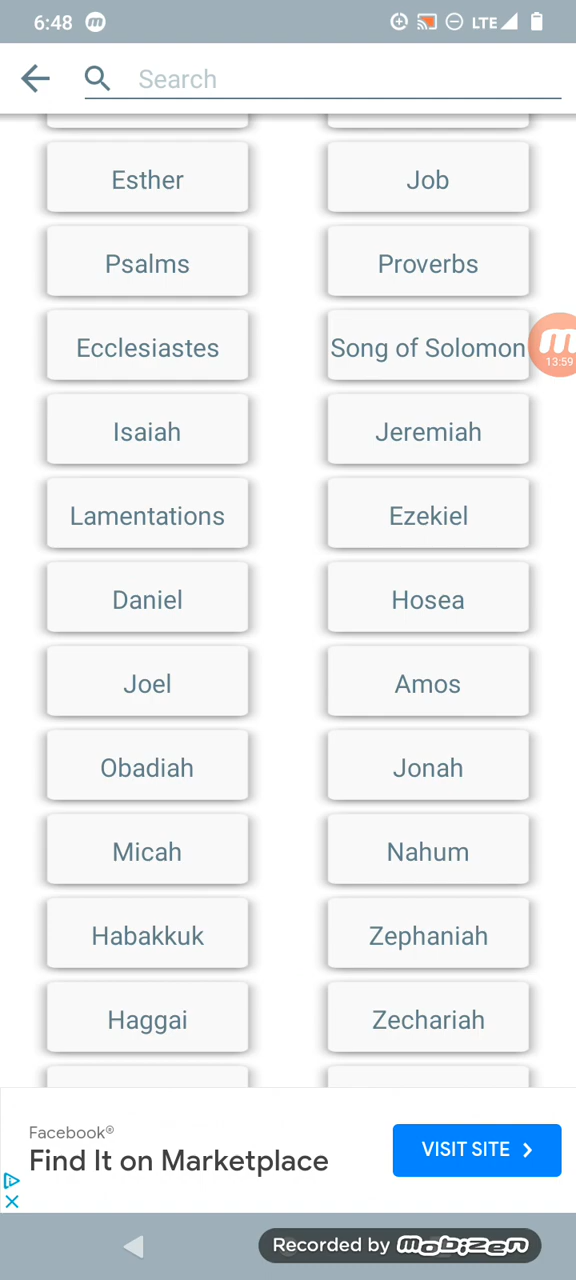 6:48 m LTE
Search
Esther Job
Psalms Proverbs
Ecclesiastes Song of Solomon
13:59
Isaiah Jeremiah
Lamentations Ezekiel
Daniel Hosea
Joel Amos
Obadiah Jonah
Micah Nahum
Habakkuk Zephaniah
Haggai Zechariah
Facebook®
Find It on Marketplace
VISIT SITE
Recorded by mobizen